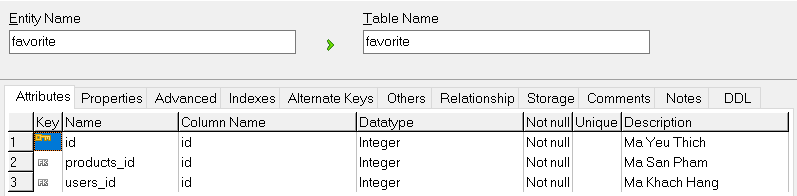 Entity Name Table Name
favorite favorite
Attributes Properties Advanced Indexes Alternate Keys Others Relationship Storage Comments Notes DDL
Key Name Column Name Datatype Not null Unique Description
1 id id Integer Not null Ma Yeu Thich
2 FK products_id id Integer Not null Ma San Pham
3 FK users_id id Integer Not null Ma Khach Hang